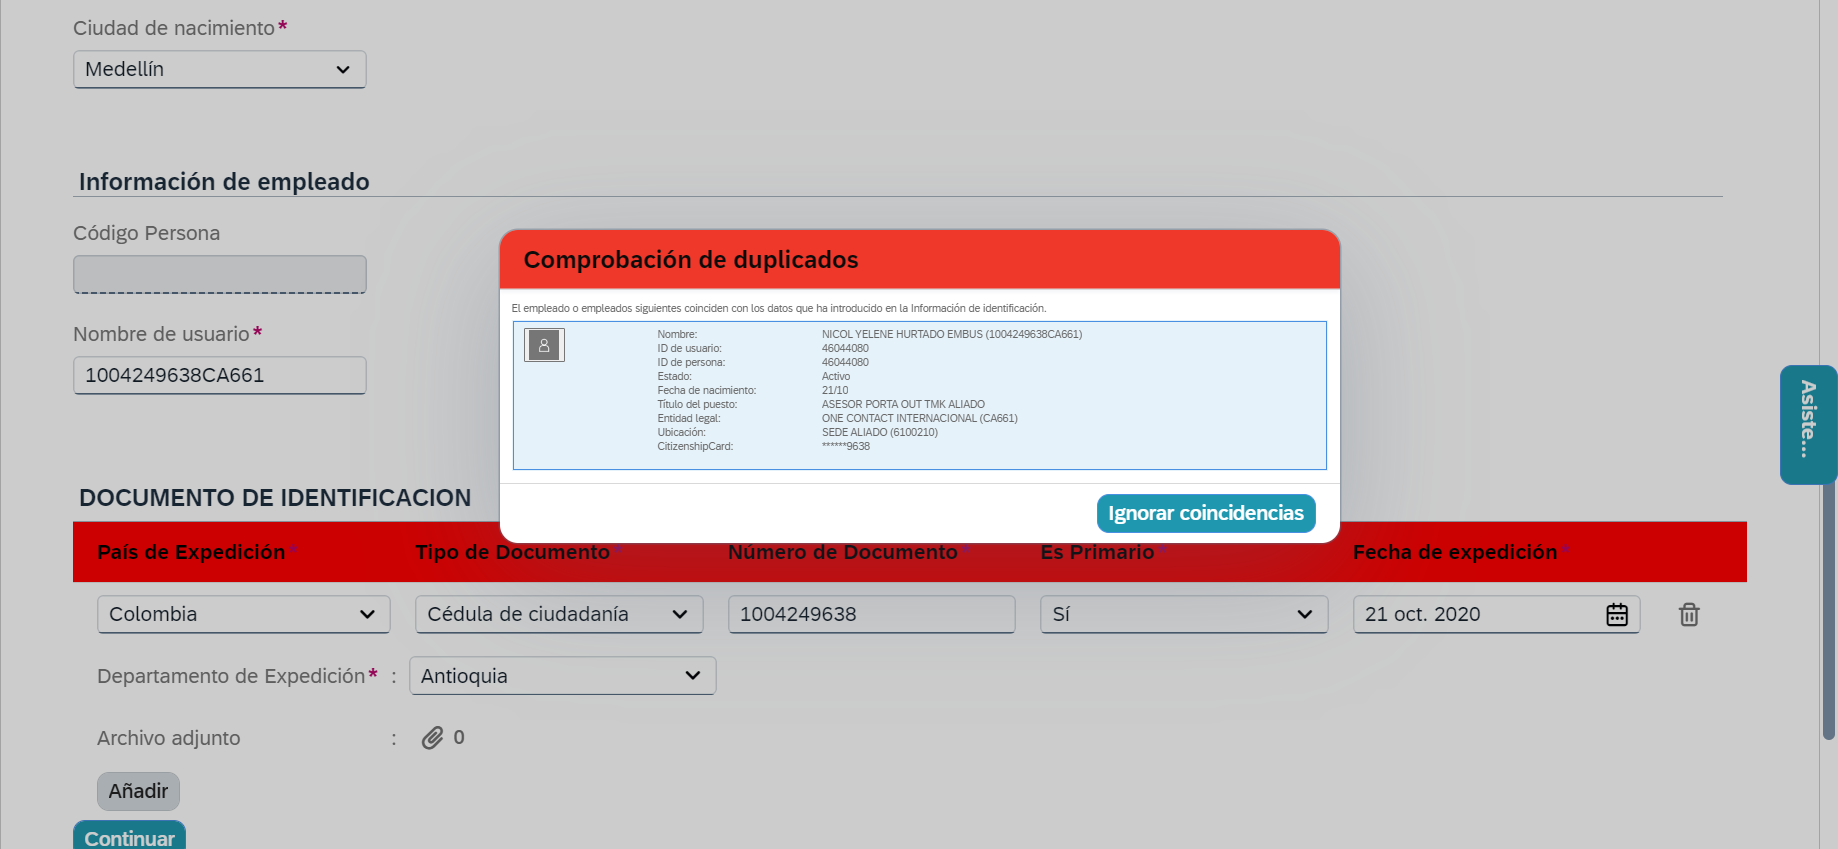 Ciudad de nacimiento*
Medellín
Información de empleado
Código Persona
Nombre de usuario*
1004249638CA661
Comprobación de duplicados
El empleado o empleados siguientes coinciden con los datos que ha introducido en la Información de identificación.
Nombre: NICOL YELENE HURTADO EMBUS (1004249638CA661)
ID de usuario: 46044080
ID de persona: 46044080
Estado: Activo
Fecha de nacimiento: 21/10
Título del puesto: ASESOR PORTA OUT TMK ALIADO
Entidad legal: ONE CONTACT INTERNACIONAL (CA661)
Ubicación: SEDE ALIADO (6100210)
CitizenshipCard: ******9638
Ignorar coincidencias
Asiste...
DOCUMENTO DE IDENTIFICACION
País de Expedición* Tipo de Documento* Número de Documento* Es Primario* Fecha de expedición*
Colombia Cédula de ciudadanía 1004249638 Sí 21 oct. 2020
Departamento de Expedición* : Antioquia
Archivo adjunto : 0
Añadir
Continuar